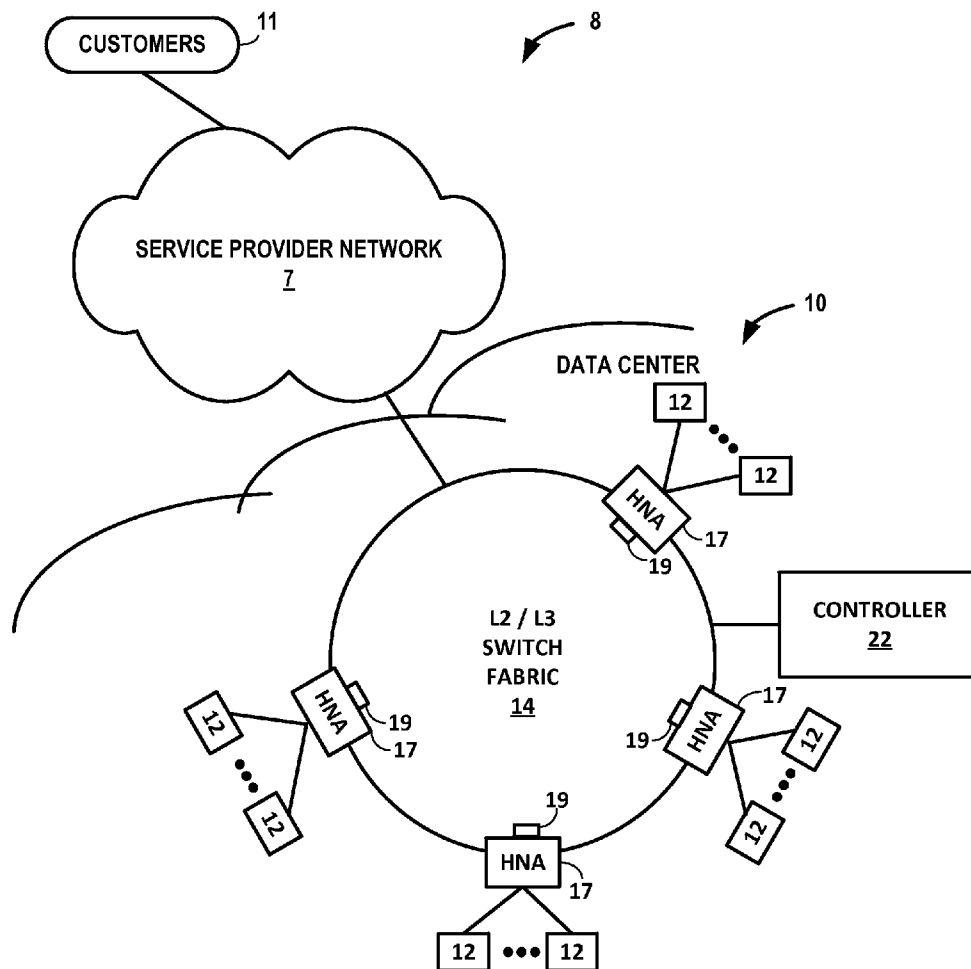 CUSTOMERS
11
8
SERVICE PROVIDER NETWORK
7
10
DATA CENTER
12
12
HNA
17
19
CONTROLLER
22
L2 / L3
SWITCH
FABRIC
14
HNA
19
17
12
12
17
HNA
19
12
12
19
HNA
17
12
12